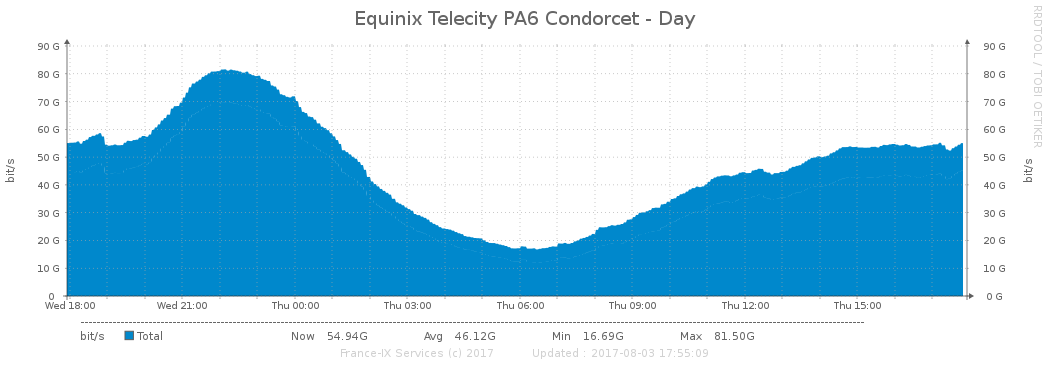 Equinix Telecity PA6 Condorcet - Day
RRDTOOL / TOBI OETIKER
bit/s
90 G 90 G
80 G 80 G
70 G 70 G
60 G 60 G
50 G 50 G
40 G 40 G
30 G 30 G
20 G 20 G
10 G 10 G
0 0 G
bit/s
Wed 18:00 Wed 21:00 Thu 00:00 Thu 03:00 Thu 06:00 Thu 09:00 Thu 12:00 Thu 15:00
bit/s Total Now 54.94G Avg 46.12G Min 16.69G Max 81.50G
France-IX Services (c) 2017 Updated : 2017-08-03 17:55:09